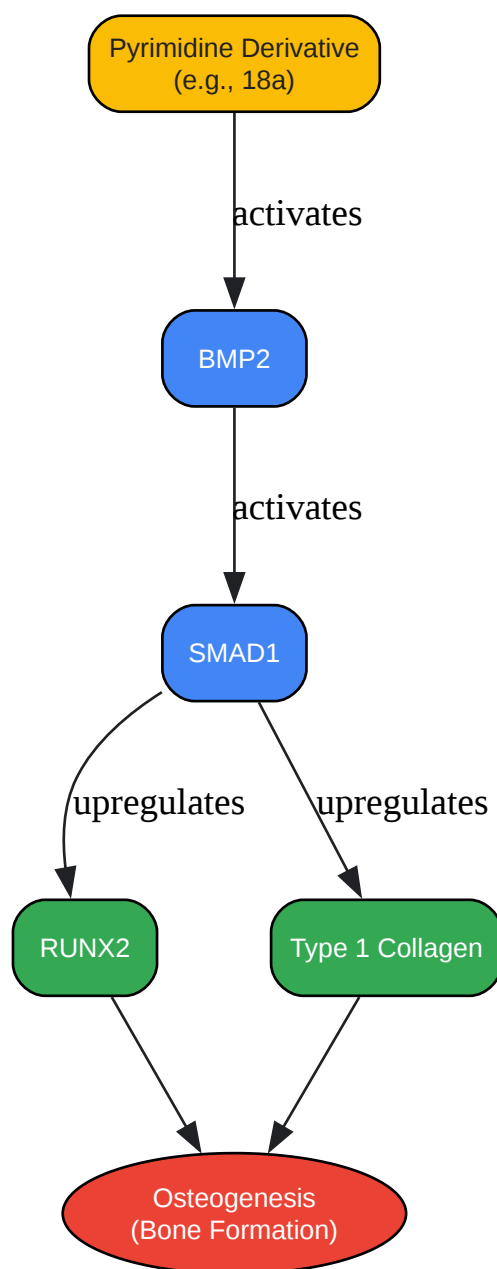 Pyrimidine Derivative
(e.g., 18a)
activates
BMP2
activates
SMAD1
upregulates
upregulates
RUNX2
Type 1 Collagen
Osteogenesis
(Bone Formation)